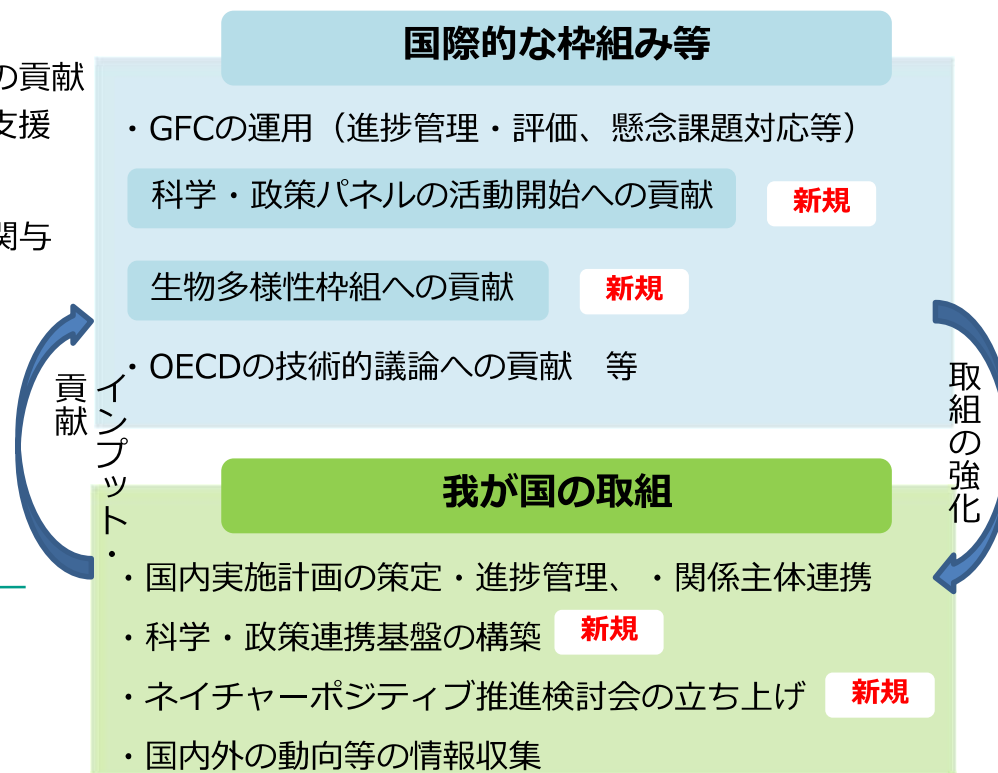 国際的な枠組み等
の貢献
支援
関与
・GFCの運用（進捗管理・評価、懸念課題対応等）
科学・政策パネルの活動開始への貢献 新規
生物多様性枠組への貢献 新規
・OECDの技術的議論への貢献　等
インプット・
貢献
取組の強化
我が国の取組
・国内実施計画の策定・進捗管理、・関係主体連携
・科学・政策連携基盤の構築 新規
・ネイチャーポジティブ推進検討会の立ち上げ 新規
・国内外の動向等の情報収集